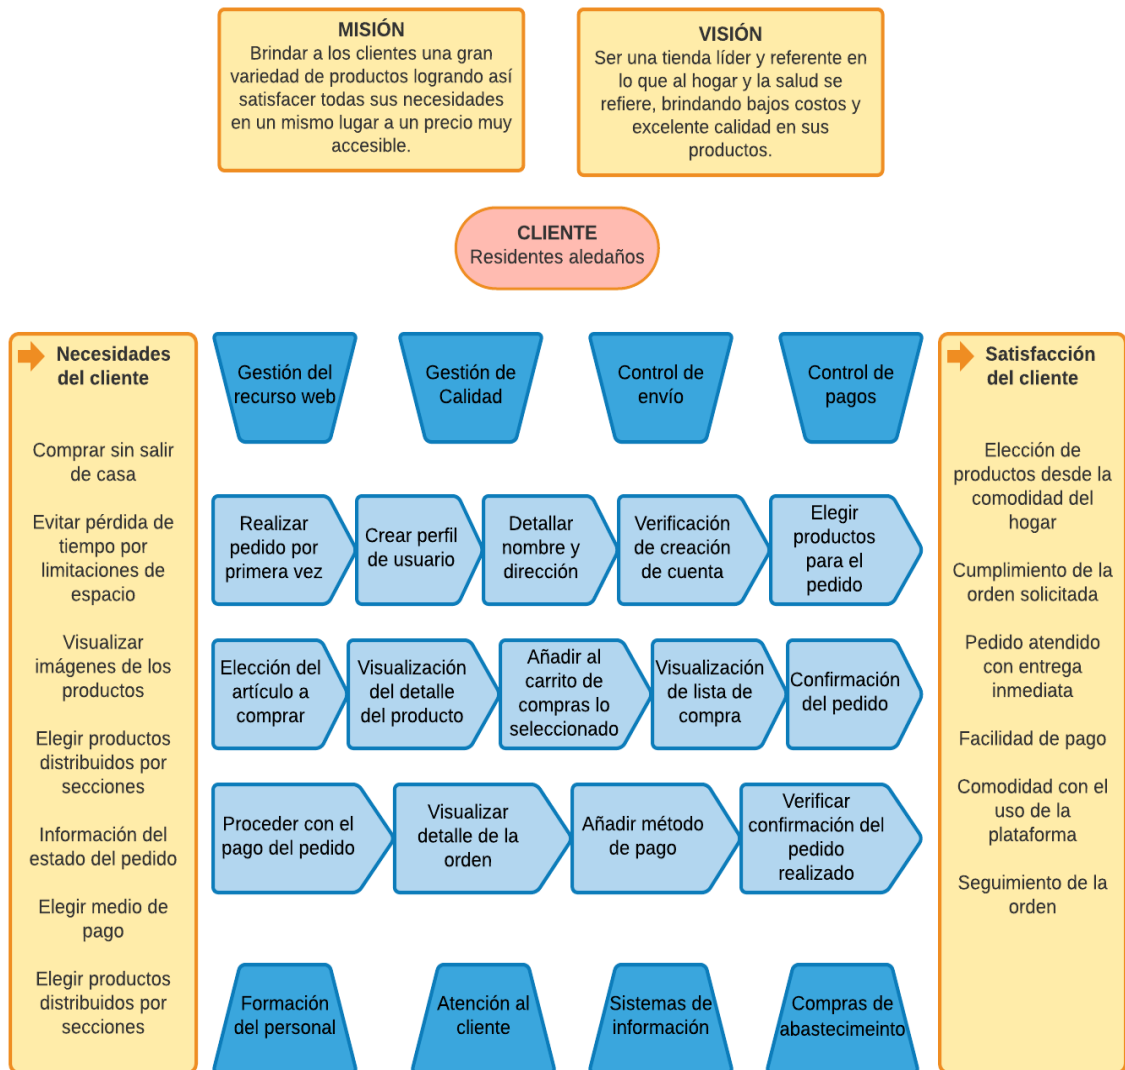 MISIÓN
Brindar a los clientes una gran
variedad de productos logrando así
satisfacer todas sus necesidades
en un mismo lugar a un precio muy
accesible.
VISIÓN
Ser una tienda líder y referente en
lo que al hogar y la salud se
refiere, brindando bajos costos y
excelente calidad en sus
productos.
CLIENTE
Residentes aledaños
Necesidades
del cliente
Comprar sin salir
de casa
Evitar pérdida de
tiempo por
limitaciones de
espacio
Visualizar
imágenes de los
productos
Elegir productos
distribuidos por
secciones
Información del
estado del pedido
Elegir medio de
pago
Elegir productos
distribuidos por
secciones
Gestión del
recurso web
Gestión de
Calidad
Control de
envío
Control de
pagos
Realizar
pedido por
primera vez
Crear perfil
de usuario
Detallar
nombre y
dirección
Verificación
de creación
de cuenta
Elegir
productos
para el
pedido
Elección del
artículo a
comprar
Visualización
del detalle
del producto
Añadir al
carrito de
compras lo
seleccionado
Visualización
de lista de
compra
Confirmación
del pedido
Proceder con el
pago del pedido
Visualizar
detalle de la
orden
Añadir método
de pago
Verificar
confirmación del
pedido
realizado
Formación
del personal
Atención al
cliente
Sistemas de
información
Compras de
abastecimeinto
Satisfacción
del cliente
Elección de
productos desde la
comodidad del
hogar
Cumplimiento de la
orden solicitada
Pedido atendido
con entrega
inmediata
Facilidad de pago
Comodidad con el
uso de la
plataforma
Seguimiento de la
orden